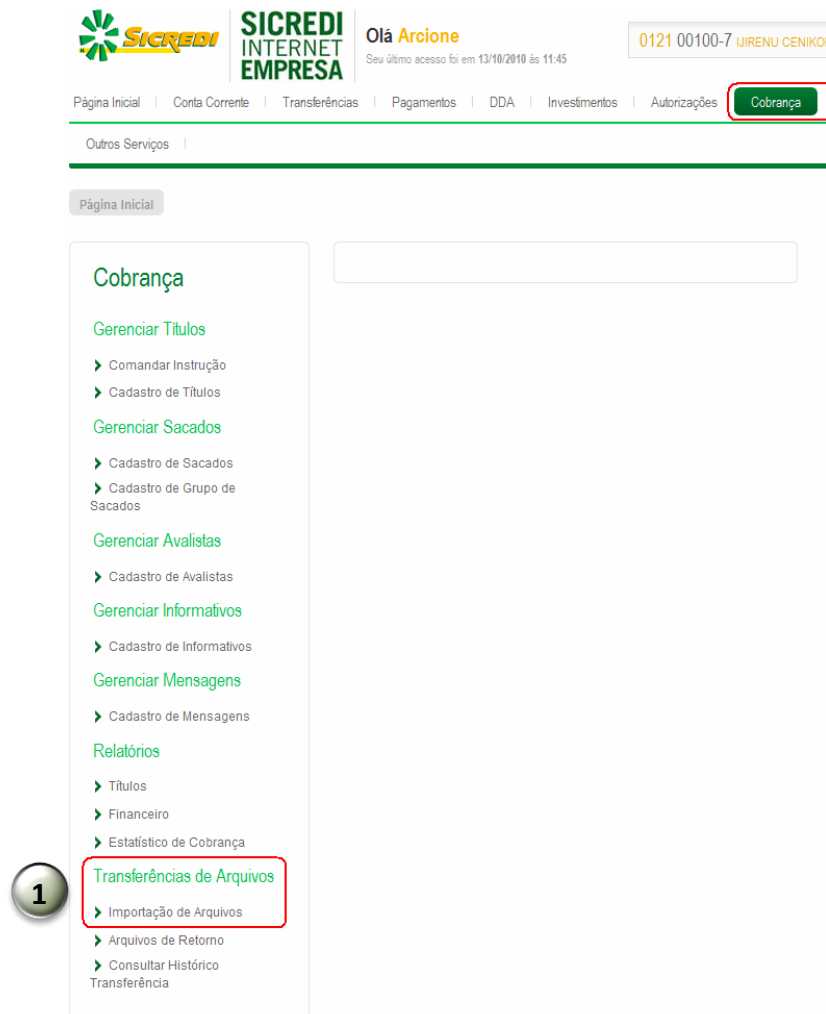 SICREDI
SICREDI
INTERNET
EMPRESA
Olá Arcione
Seu último acesso foi em 13/10/2010 às 11:45
0121 00100-7 IJIRENU CENIKO
Página Inicial
Conta Corrente
Transferências
Pagamentos
DDA
Investimentos
Autorizações
Cobrança
Outros Serviços
Página Inicial
Cobrança
Gerenciar Títulos
Comandar Instrução
Cadastro de Títulos
Gerenciar Sacados
Cadastro de Sacados
Cadastro de Grupo de
Sacados
Gerenciar Avalistas
Cadastro de Avalistas
Gerenciar Informativos
Cadastro de Informativos
Gerenciar Mensagens
Cadastro de Mensagens
Relatórios
Títulos
Financeiro
Estatístico de Cobrança
1
Transferências de Arquivos
Importação de Arquivos
Arquivos de Retorno
Consultar Histórico
Transferência